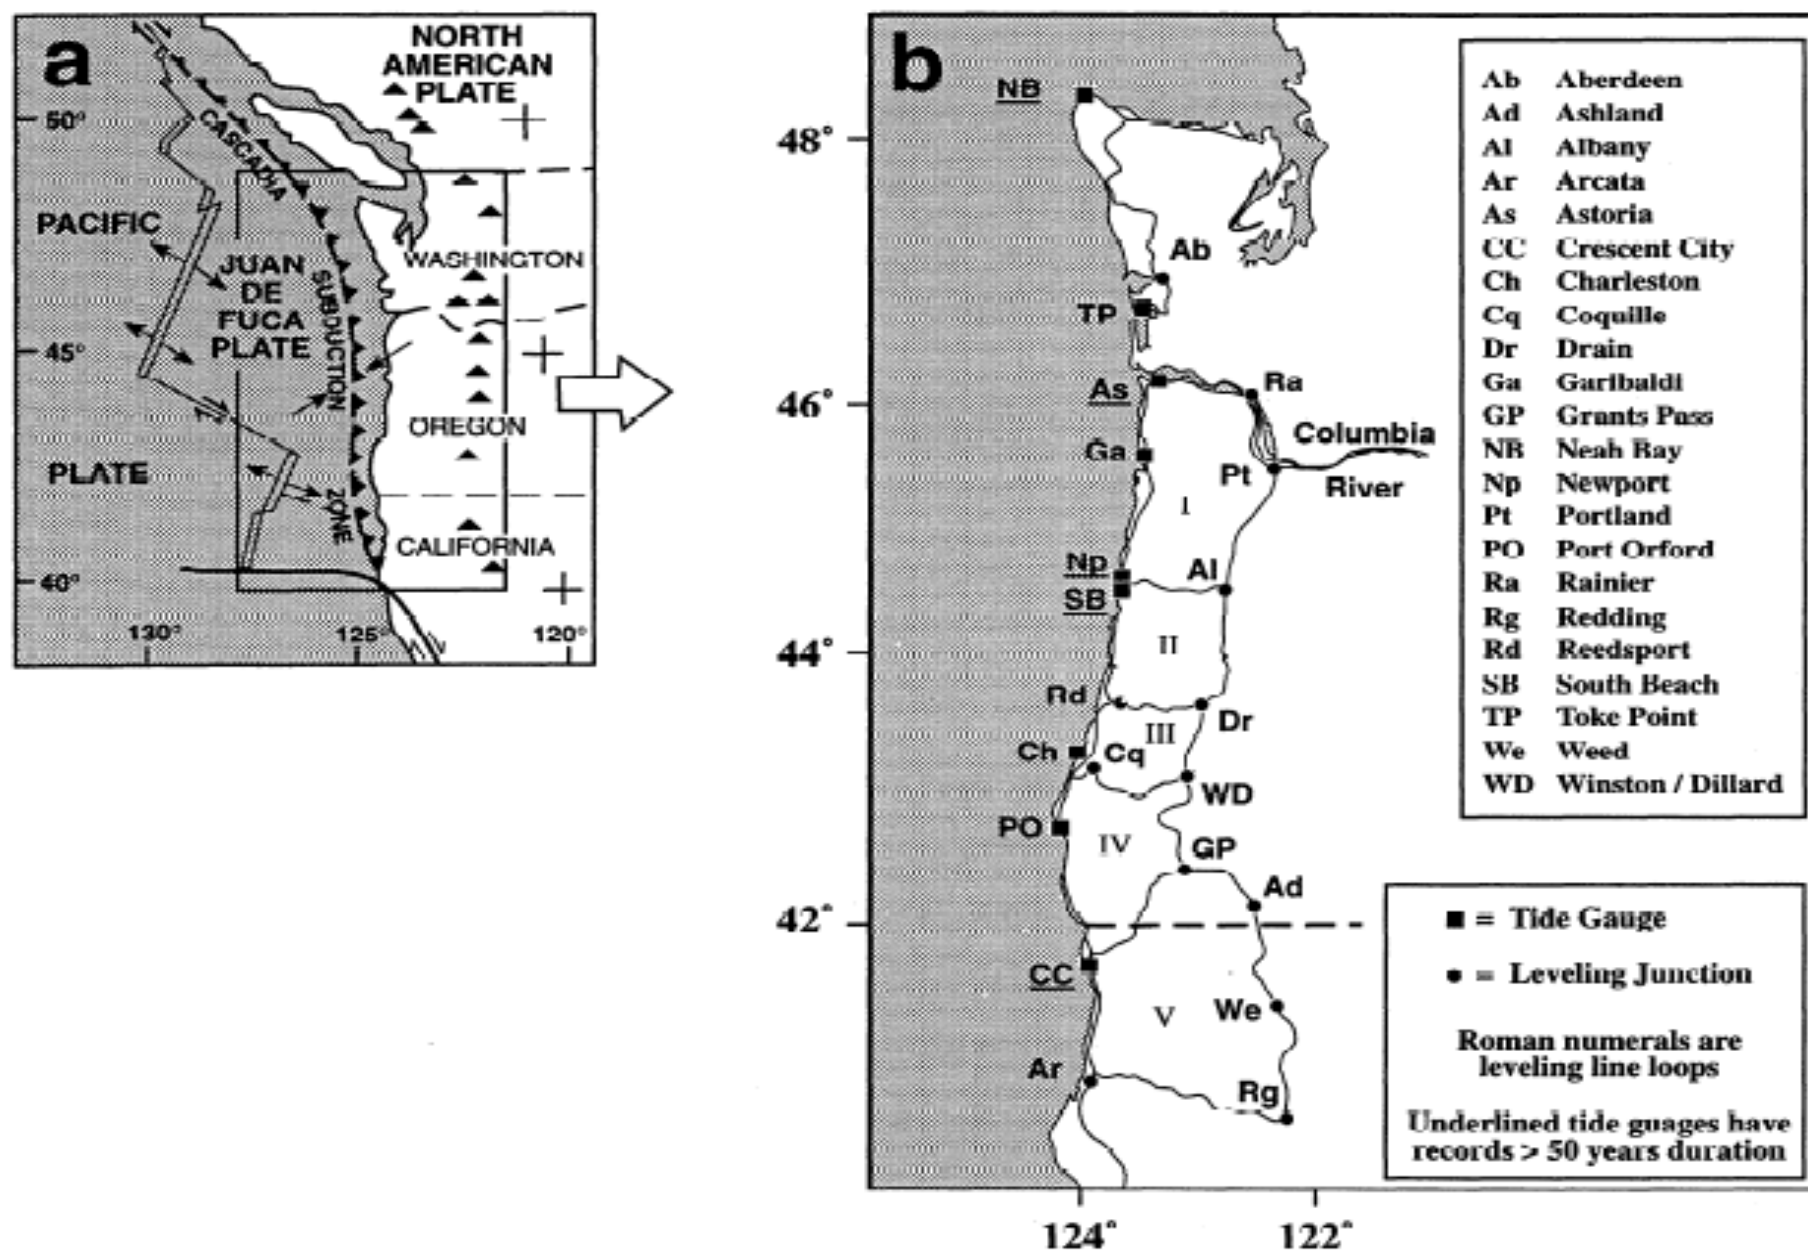 a
NORTH
AMERICAN
PLATE
50°
CASCADIA
PACIFIC
WASHINGTON
JUAN
DE
FUCA
PLATE
SUBDUCTION
45°
OREGON
PLATE
ZONE
CALIFORNIA
40°
130°
125°
120°
b
NB
48°
Ab
TP
As
Ra
46°
Columbia
Ga
Pt
River
I
Np
Al
SB
II
44°
Rd
Dr
III
Ch
Cq
WD
PO
IV
GP
Ad
42°
CC
We
V
Ar
Rg
124°
122°
Ab Aberdeen
Ad Ashland
Al Albany
Ar Arcata
As Astoria
CC Crescent City
Ch Charleston
Cq Coquille
Dr Drain
Ga Garibaldi
GP Grants Pass
NB Neah Bay
Np Newport
Pt Portland
PO Port Orford
Ra Rainier
Rg Redding
Rd Reedsport
SB South Beach
TP Toke Point
We Weed
WD Winston / Dillard
= Tide Gauge
= Leveling Junction
Roman numerals are
leveling line loops
Underlined tide guages have
records > 50 years duration